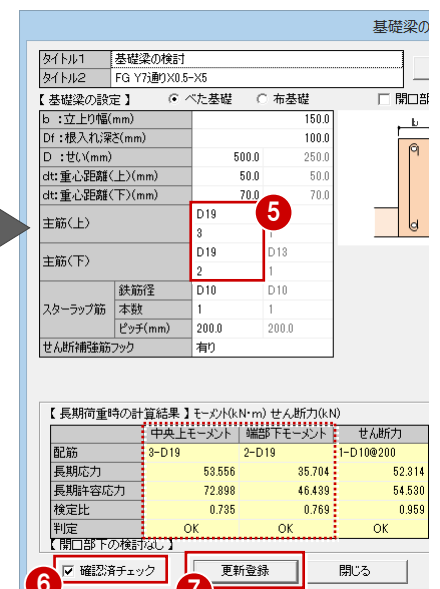 基礎梁の
タイトル1 基礎梁の検討
タイトル2 FG Y7通りX0.5-X5
【 基礎梁の設定 】 べた基礎 布基礎 開口部
b ：立上り幅(mm) 150.0
Df：根入れ深さ(mm) 100.0
D ：せい(mm) 500.0 250.0
dt：重心距離(上)(mm) 50.0 50.0
dt：重心距離(下)(mm) 70.0 70.0
主筋(上) D19
3
5
主筋(下) D19 D13
2 1
スターラップ筋 鉄筋径 D10 D10
本数 1 1
ピッチ(mm) 200.0 200.0
せん断補強筋フック 有り
b
【 長期荷重時の計算結果 】モーメント(kN・m) せん断力(kN)
中央上モーメント 端部下モーメント せん断力
配筋 3-D19 2-D19 1-D10@200
長期応力 53.556 35.704 52.314
長期許容応力 72.898 46.439 54.530
検定比 0.735 0.769 0.959
判定 OK OK OK
【 開口部下の検討なし 】
6 確認済チェック 7 更新登録 閉じる